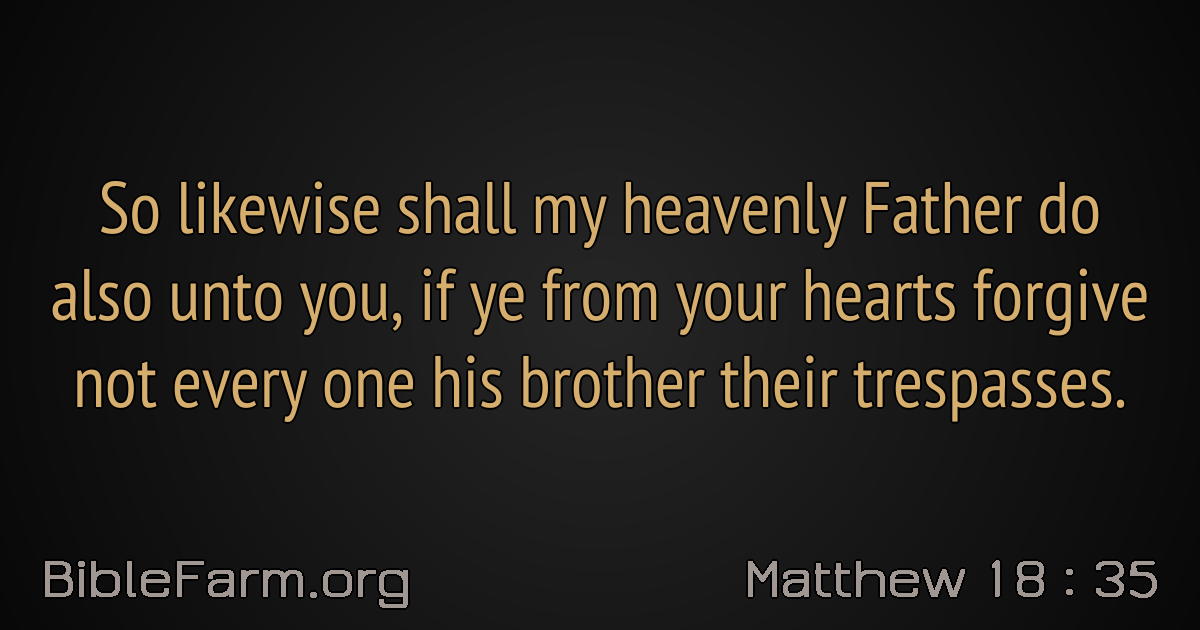 So likewise shall my heavenly Father do
also unto you, if ye from your hearts forgive
not every one his brother their trespasses.
BibleFarm.org
Matthew 18 : 35